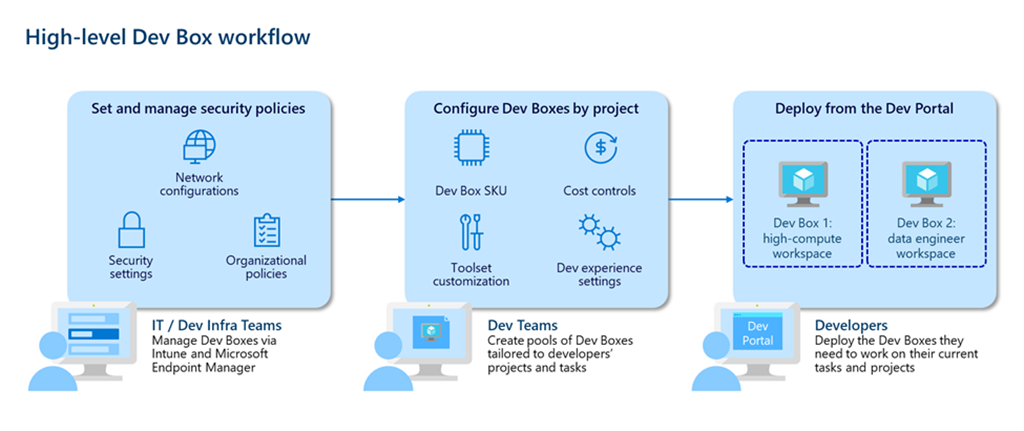 High-level Dev Box workflow
Set and manage security policies
Network
configurations
Security
settings
Organizational
policies
IT / Dev Infra Teams
Manage Dev Boxes via
Intune and Microsoft
Endpoint Manager
Configure Dev Boxes by project
Dev Box SKU
$
Cost controls
Toolset
customization
Dev experience
settings
Dev Teams
Create pools of Dev Boxes
tailored to developers'
projects and tasks
Deploy from the Dev Portal
Dev Box 1:
high-compute
workspace
Dev Box 2:
data engineer
workspace
Dev
Portal
Developers
Deploy the Dev Boxes they
need to work on their current
tasks and projects